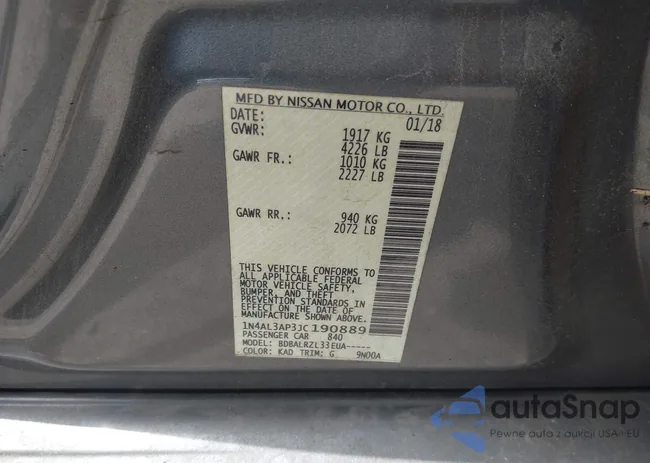 MFD BY NISSAN MOTOR CO., LTD.
DATE: 01/18
GVWR: 1917 KG
4226 LB
GAWR FR.: 1010 KG
2227 LB
GAWR RR.: 940 KG
2072 LB
THIS VEHICLE CONFORMS TO
ALL APPLICABLE FEDERAL
MOTOR VEHICLE SAFETY,
BUMPER, AND THEFT
PREVENTION STANDARDS IN
EFFECT ON THE DATE OF
MANUFACTURE SHOWN ABOVE.
1N4AL3AP3JC190889
PASSENGER CAR 840
MODEL: BDBALRZL33EUA-----
COLOR: KAD TRIM: G 9N00A
autaSnap
Pewne auta z aukcji USA i EU